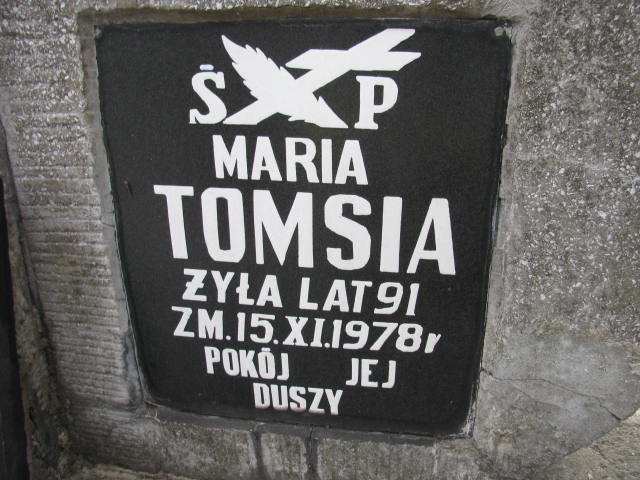 Ś P
MARIA
TOMSIA
ŻYŁA LAT 91
ZM. 15. XI. 1978 r
POKÓJ JEJ
DUSZY